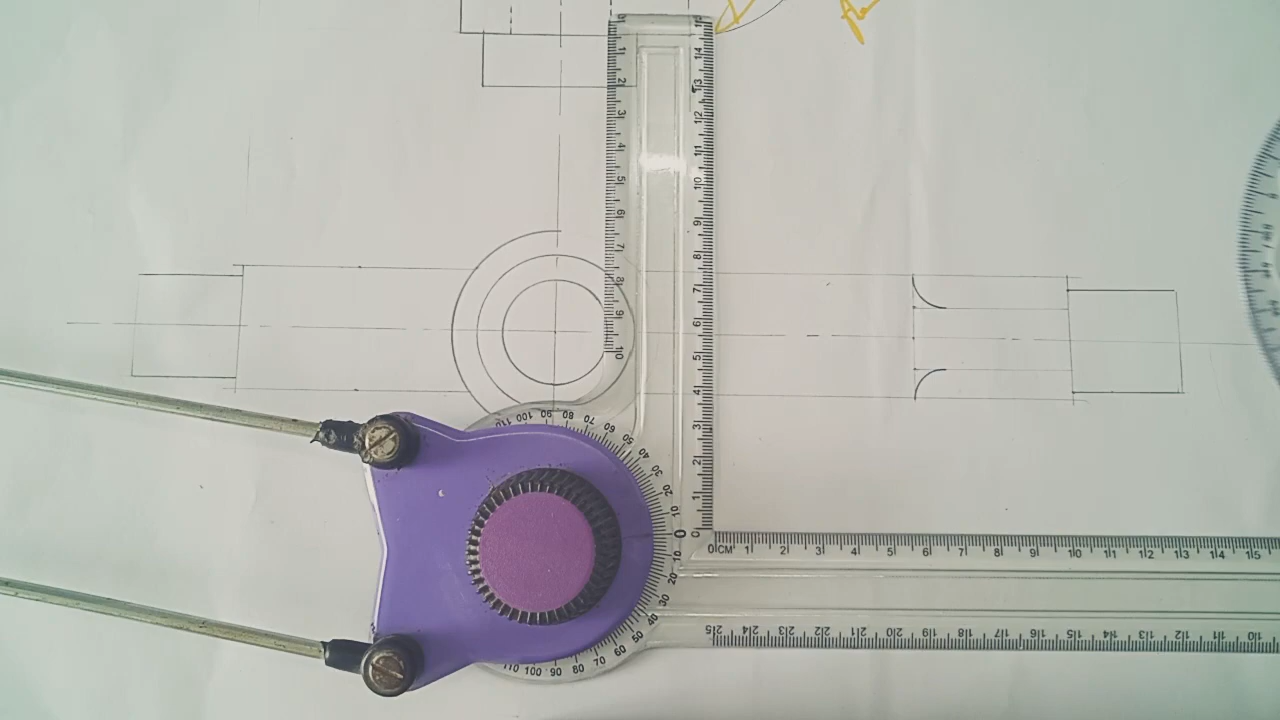 0 1 2 3 4 5 6 7 8 9 10
14 13 12 11 10 9 8 7 6 5 4 3 2 1 0
110 100 90 80 70 60 50 40 30 20 10 0 10 20 30 40 50 60 70 80 90 100 110
0 CM 1 2 3 4 5 6 7 8 9 10 11 12 13 14 15
25 24 23 22 21 20 19 18 17 16 15 14 13 12 11 10